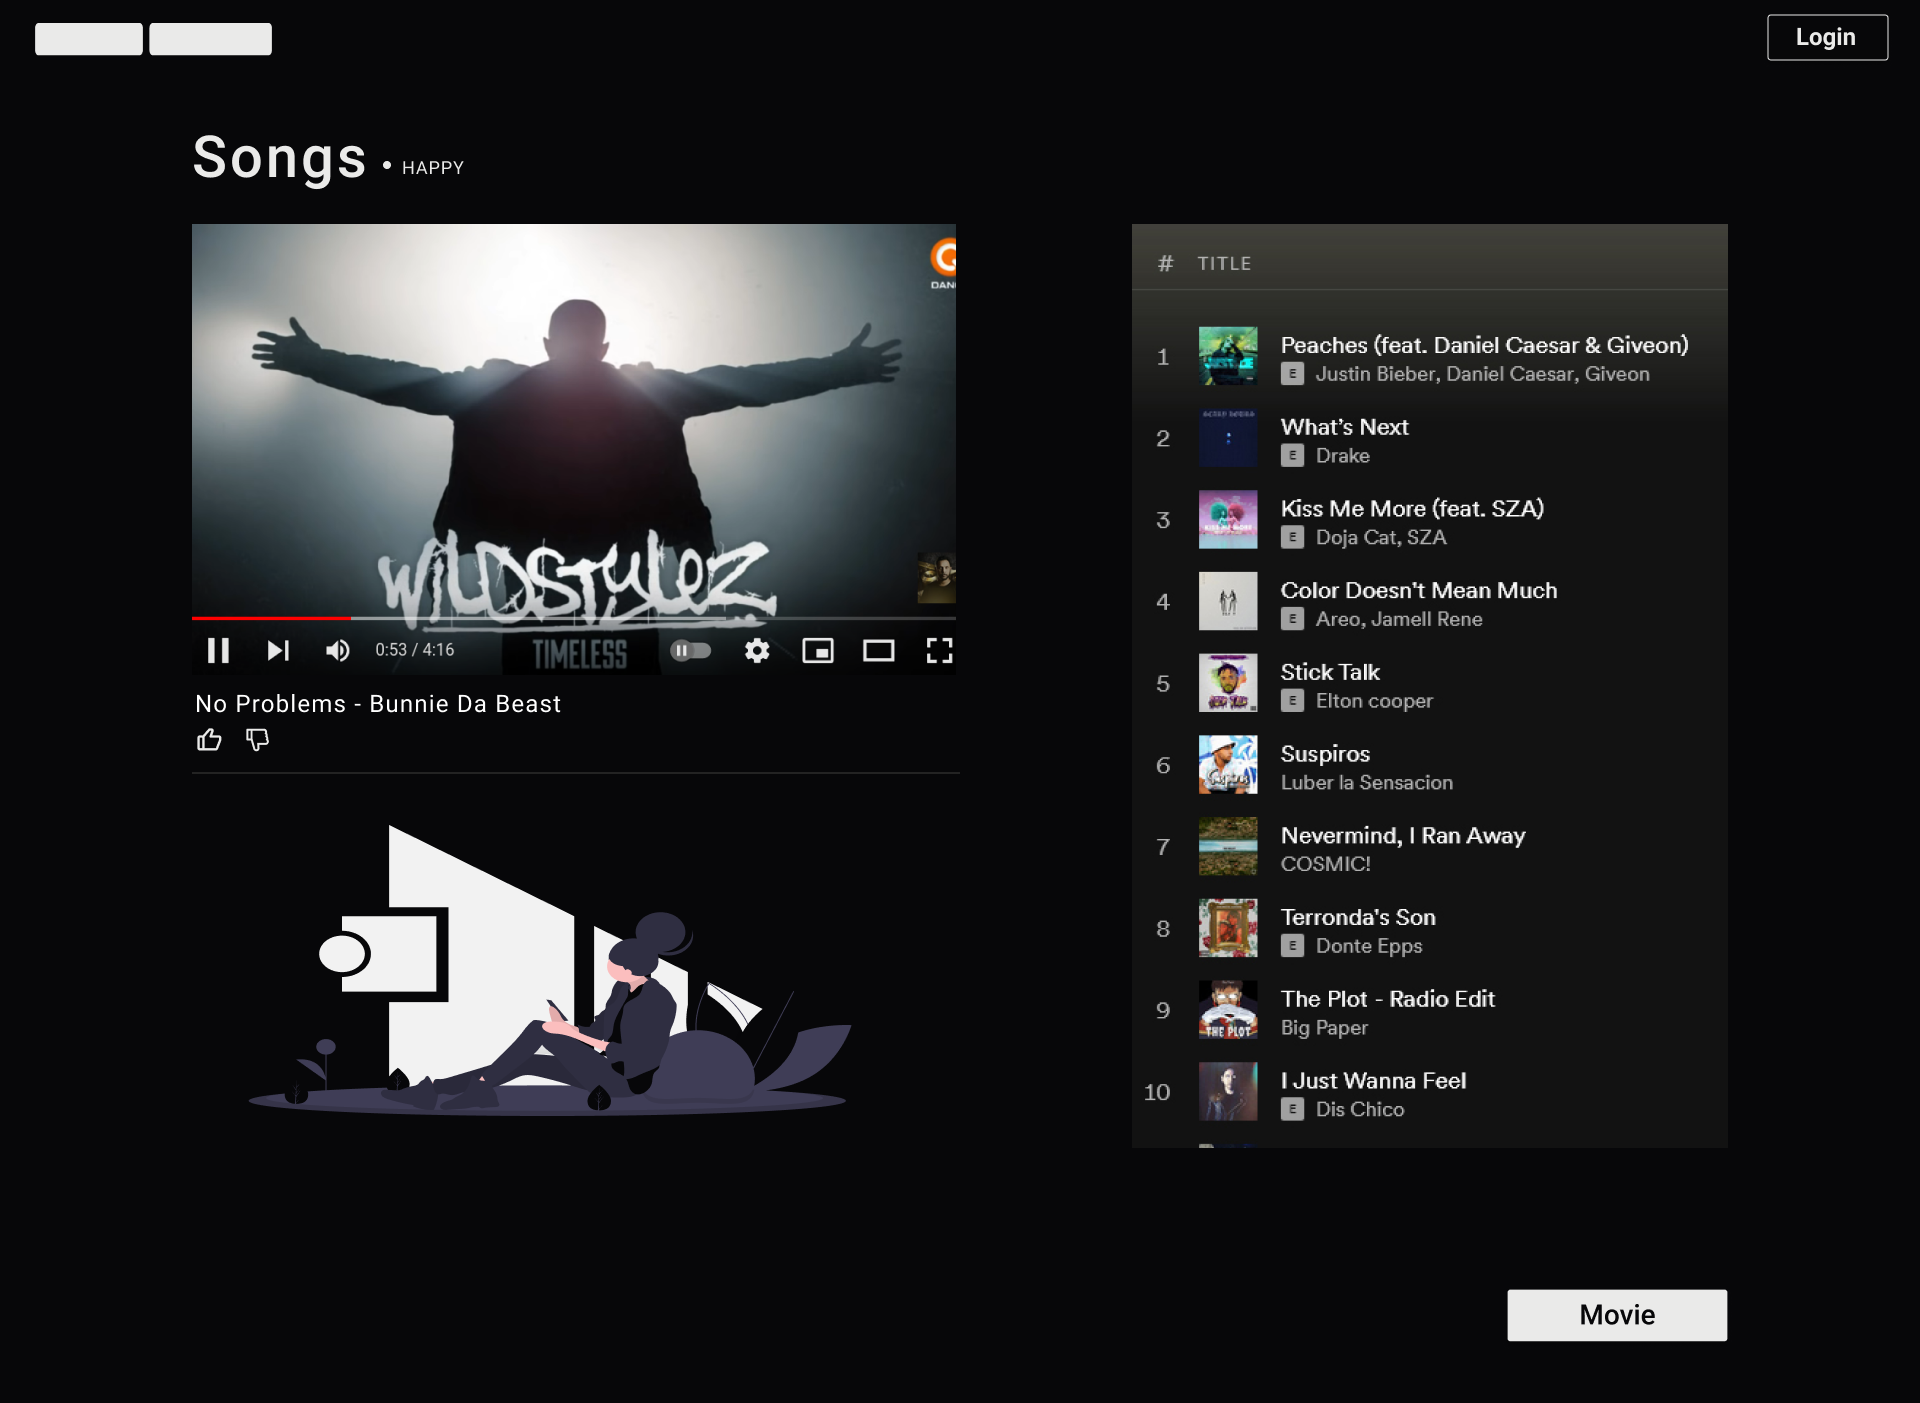 Login
Songs • HAPPY
WiLDSTylez
TIMELESS
0:53 / 4:16
No Problems - Bunnie Da Beast
# TITLE
1 Peaches (feat. Daniel Caesar & Giveon)
E Justin Bieber, Daniel Caesar, Giveon
2 What's Next
E Drake
3 Kiss Me More (feat. SZA)
E Doja Cat, SZA
4 Color Doesn't Mean Much
E Areo, Jamell Rene
5 Stick Talk
E Elton cooper
6 Suspiros
Luber la Sensacion
7 Nevermind, I Ran Away
COSMIC!
8 Terronda's Son
E Donte Epps
9 THE PLOT The Plot - Radio Edit
Big Paper
10 I Just Wanna Feel
E Dis Chico
Movie